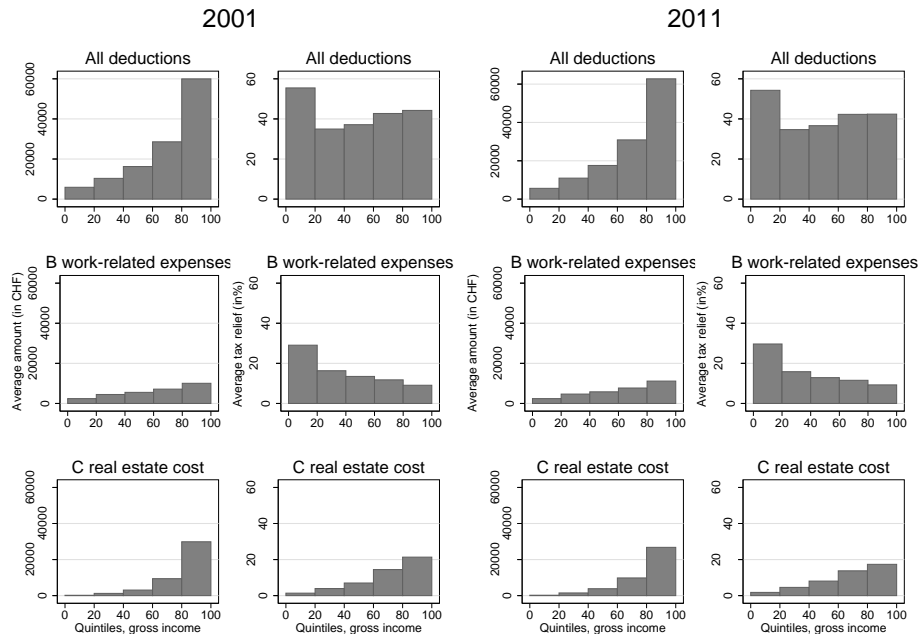 2001
2011
All deductions
0 20000 40000 60000
0 20 40 60 80 100
All deductions
0 20 40 60
0 20 40 60 80 100
All deductions
0 20000 40000 60000
0 20 40 60 80 100
All deductions
0 20 40 60
0 20 40 60 80 100
B work-related expenses
Average amount (in CHF)
0 20000 40000 60000
0 20 40 60 80 100
B work-related expenses
Average tax relief (in%)
0 20 40 60
0 20 40 60 80 100
B work-related expenses
Average amount (in CHF)
0 20000 40000 60000
0 20 40 60 80 100
B work-related expenses
Average tax relief (in%)
0 20 40 60
0 20 40 60 80 100
C real estate cost
0 20000 40000 60000
0 20 40 60 80 100
Quintiles, gross income
C real estate cost
0 20 40 60
0 20 40 60 80 100
Quintiles, gross income
C real estate cost
0 20000 40000 60000
0 20 40 60 80 100
Quintiles, gross income
C real estate cost
0 20 40 60
0 20 40 60 80 100
Quintiles, gross income